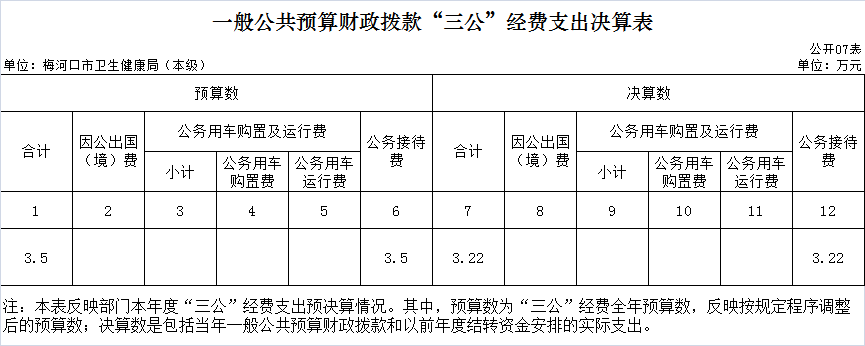 一般公共预算财政拨款“三公”经费支出决算表
公开07表
单位：梅河口市卫生健康局（本级） 单位：万元
预算数 决算数
合计 因公出国（境）费 公务用车购置及运行费 公务接待费 合计 因公出国（境）费 公务用车购置及运行费 公务接待费
小计 公务用车购置费 公务用车运行费 小计 公务用车购置费 公务用车运行费
1 2 3 4 5 6 7 8 9 10 11 12
3.5 3.5 3.22 3.22
注：本表反映部门本年度“三公”经费支出预决算情况。其中，预算数为“三公”经费全年预算数，反映按规定程序调整
后的预算数；决算数是包括当年一般公共预算财政拨款和以前年度结转资金安排的实际支出。